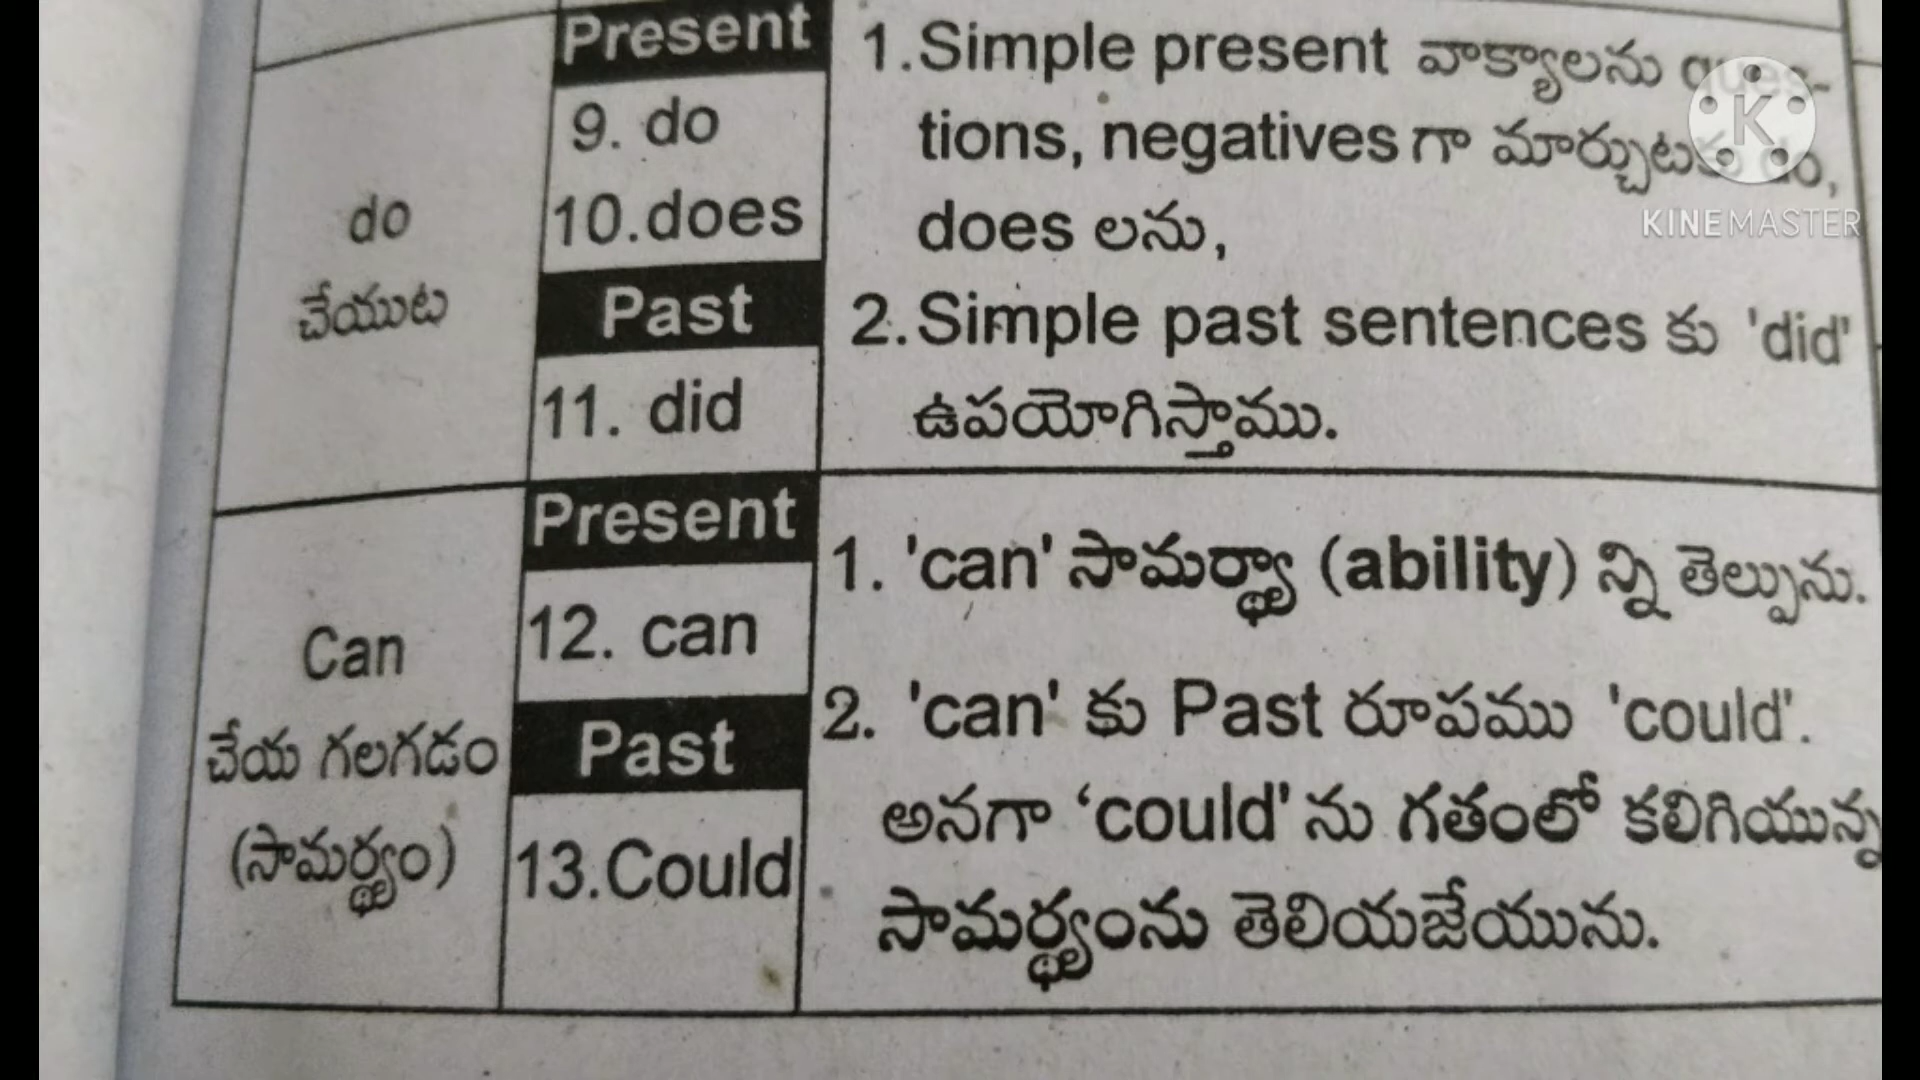 Present
9. do
10.does
Past
11. did
do
చేయుట
1.Simple present వాక్యాలను ques-
tions, negatives గా మార్చుటకు do,
does లను,
2.Simple past sentences కు 'did'
ఉపయోగిస్తాము.
Present
12. can
Past
13.Could
Can
చేయ గలగడం
(సామర్థ్యం)
1. 'can' సామర్థ్యా (ability) న్ని తెల్పును.
2. 'can' కు Past రూపము 'could'.
అనగా ‘could' ను గతంలో కలిగియున్న
సామర్థ్యంను తెలియజేయును.
K
KINEMASTER